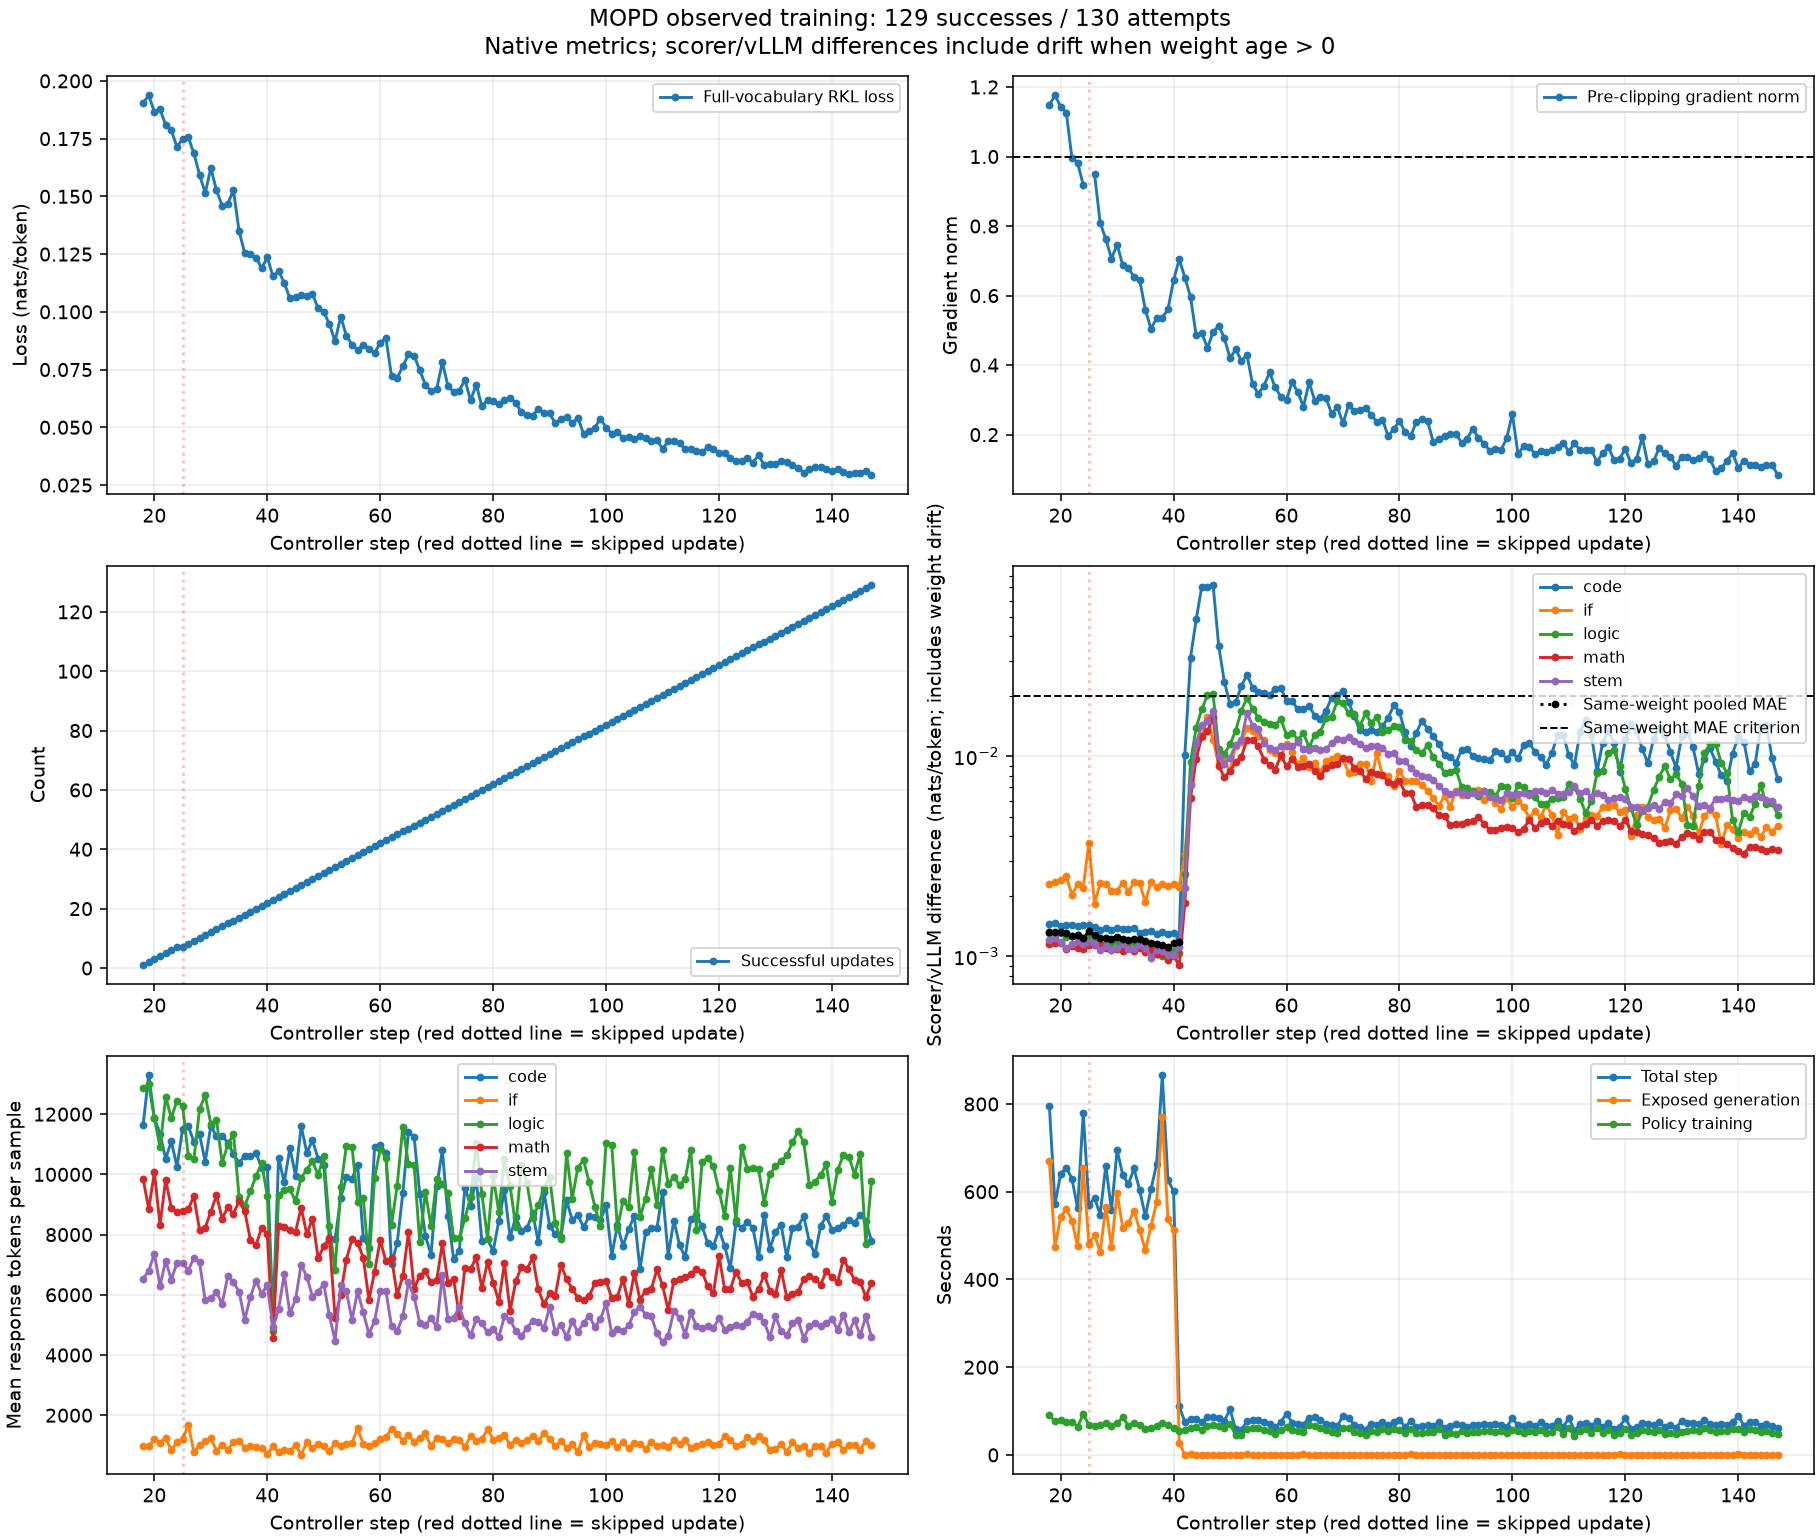 MOPD observed training: 129 successes / 130 attempts
Native metrics; scorer/vLLM differences include drift when weight age > 0
Loss (nats/token)
0.200
0.175
0.150
0.125
0.100
0.075
0.050
0.025
Full-vocabulary RKL loss
20 40 60 80 100 120 140
Controller step (red dotted line = skipped update)
Gradient norm
1.2
1.0
0.8
0.6
0.4
0.2
Pre-clipping gradient norm
20 40 60 80 100 120 140
Controller step (red dotted line = skipped update)
Count
120
100
80
60
40
20
0
Successful updates
20 40 60 80 100 120 140
Controller step (red dotted line = skipped update)
Scorer/vLLM difference (nats/token; includes weight drift)
10⁻²
10⁻³
code
if
logic
math
stem
Same-weight pooled MAE
Same-weight MAE criterion
20 40 60 80 100 120 140
Controller step (red dotted line = skipped update)
Mean response tokens per sample
12000
10000
8000
6000
4000
2000
code
if
logic
math
stem
20 40 60 80 100 120 140
Controller step (red dotted line = skipped update)
Seconds
800
600
400
200
0
Total step
Exposed generation
Policy training
20 40 60 80 100 120 140
Controller step (red dotted line = skipped update)